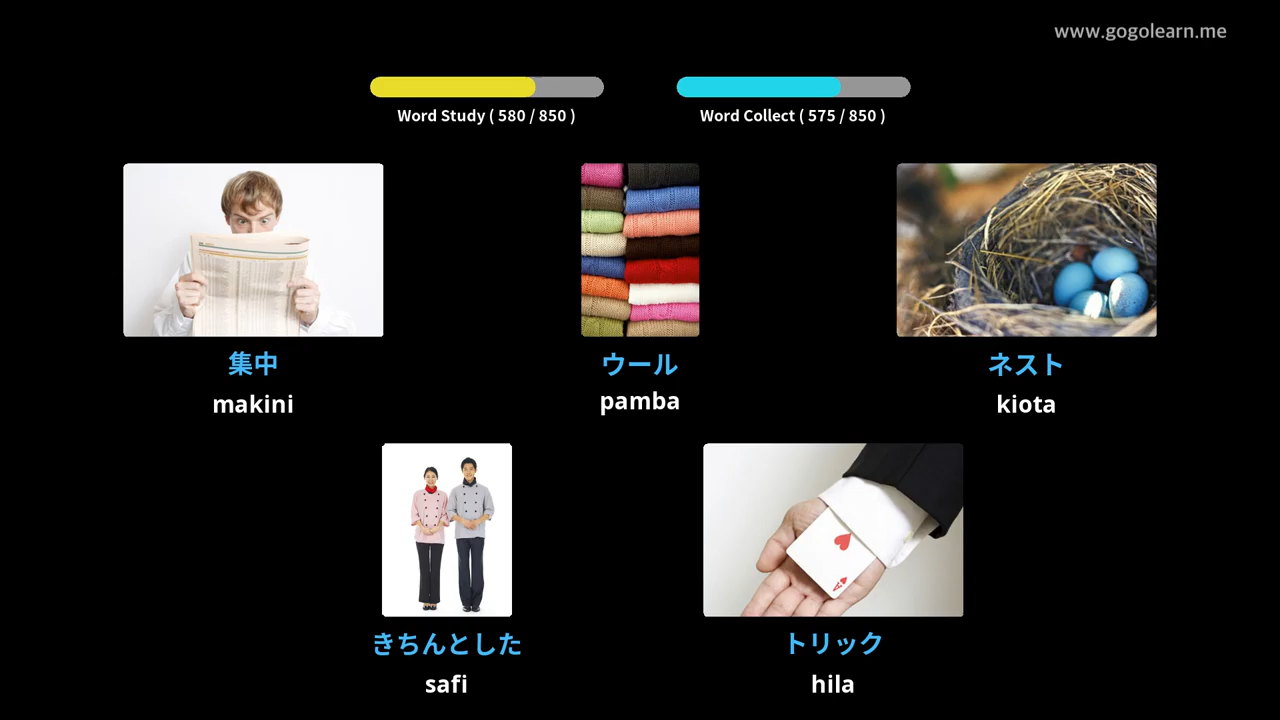 www.gogolearn.me
Word Study ( 580 / 850 )
Word Collect ( 575 / 850 )
集中
makini
ウール
pamba
ネスト
kiota
きちんとした
safi
トリック
hila